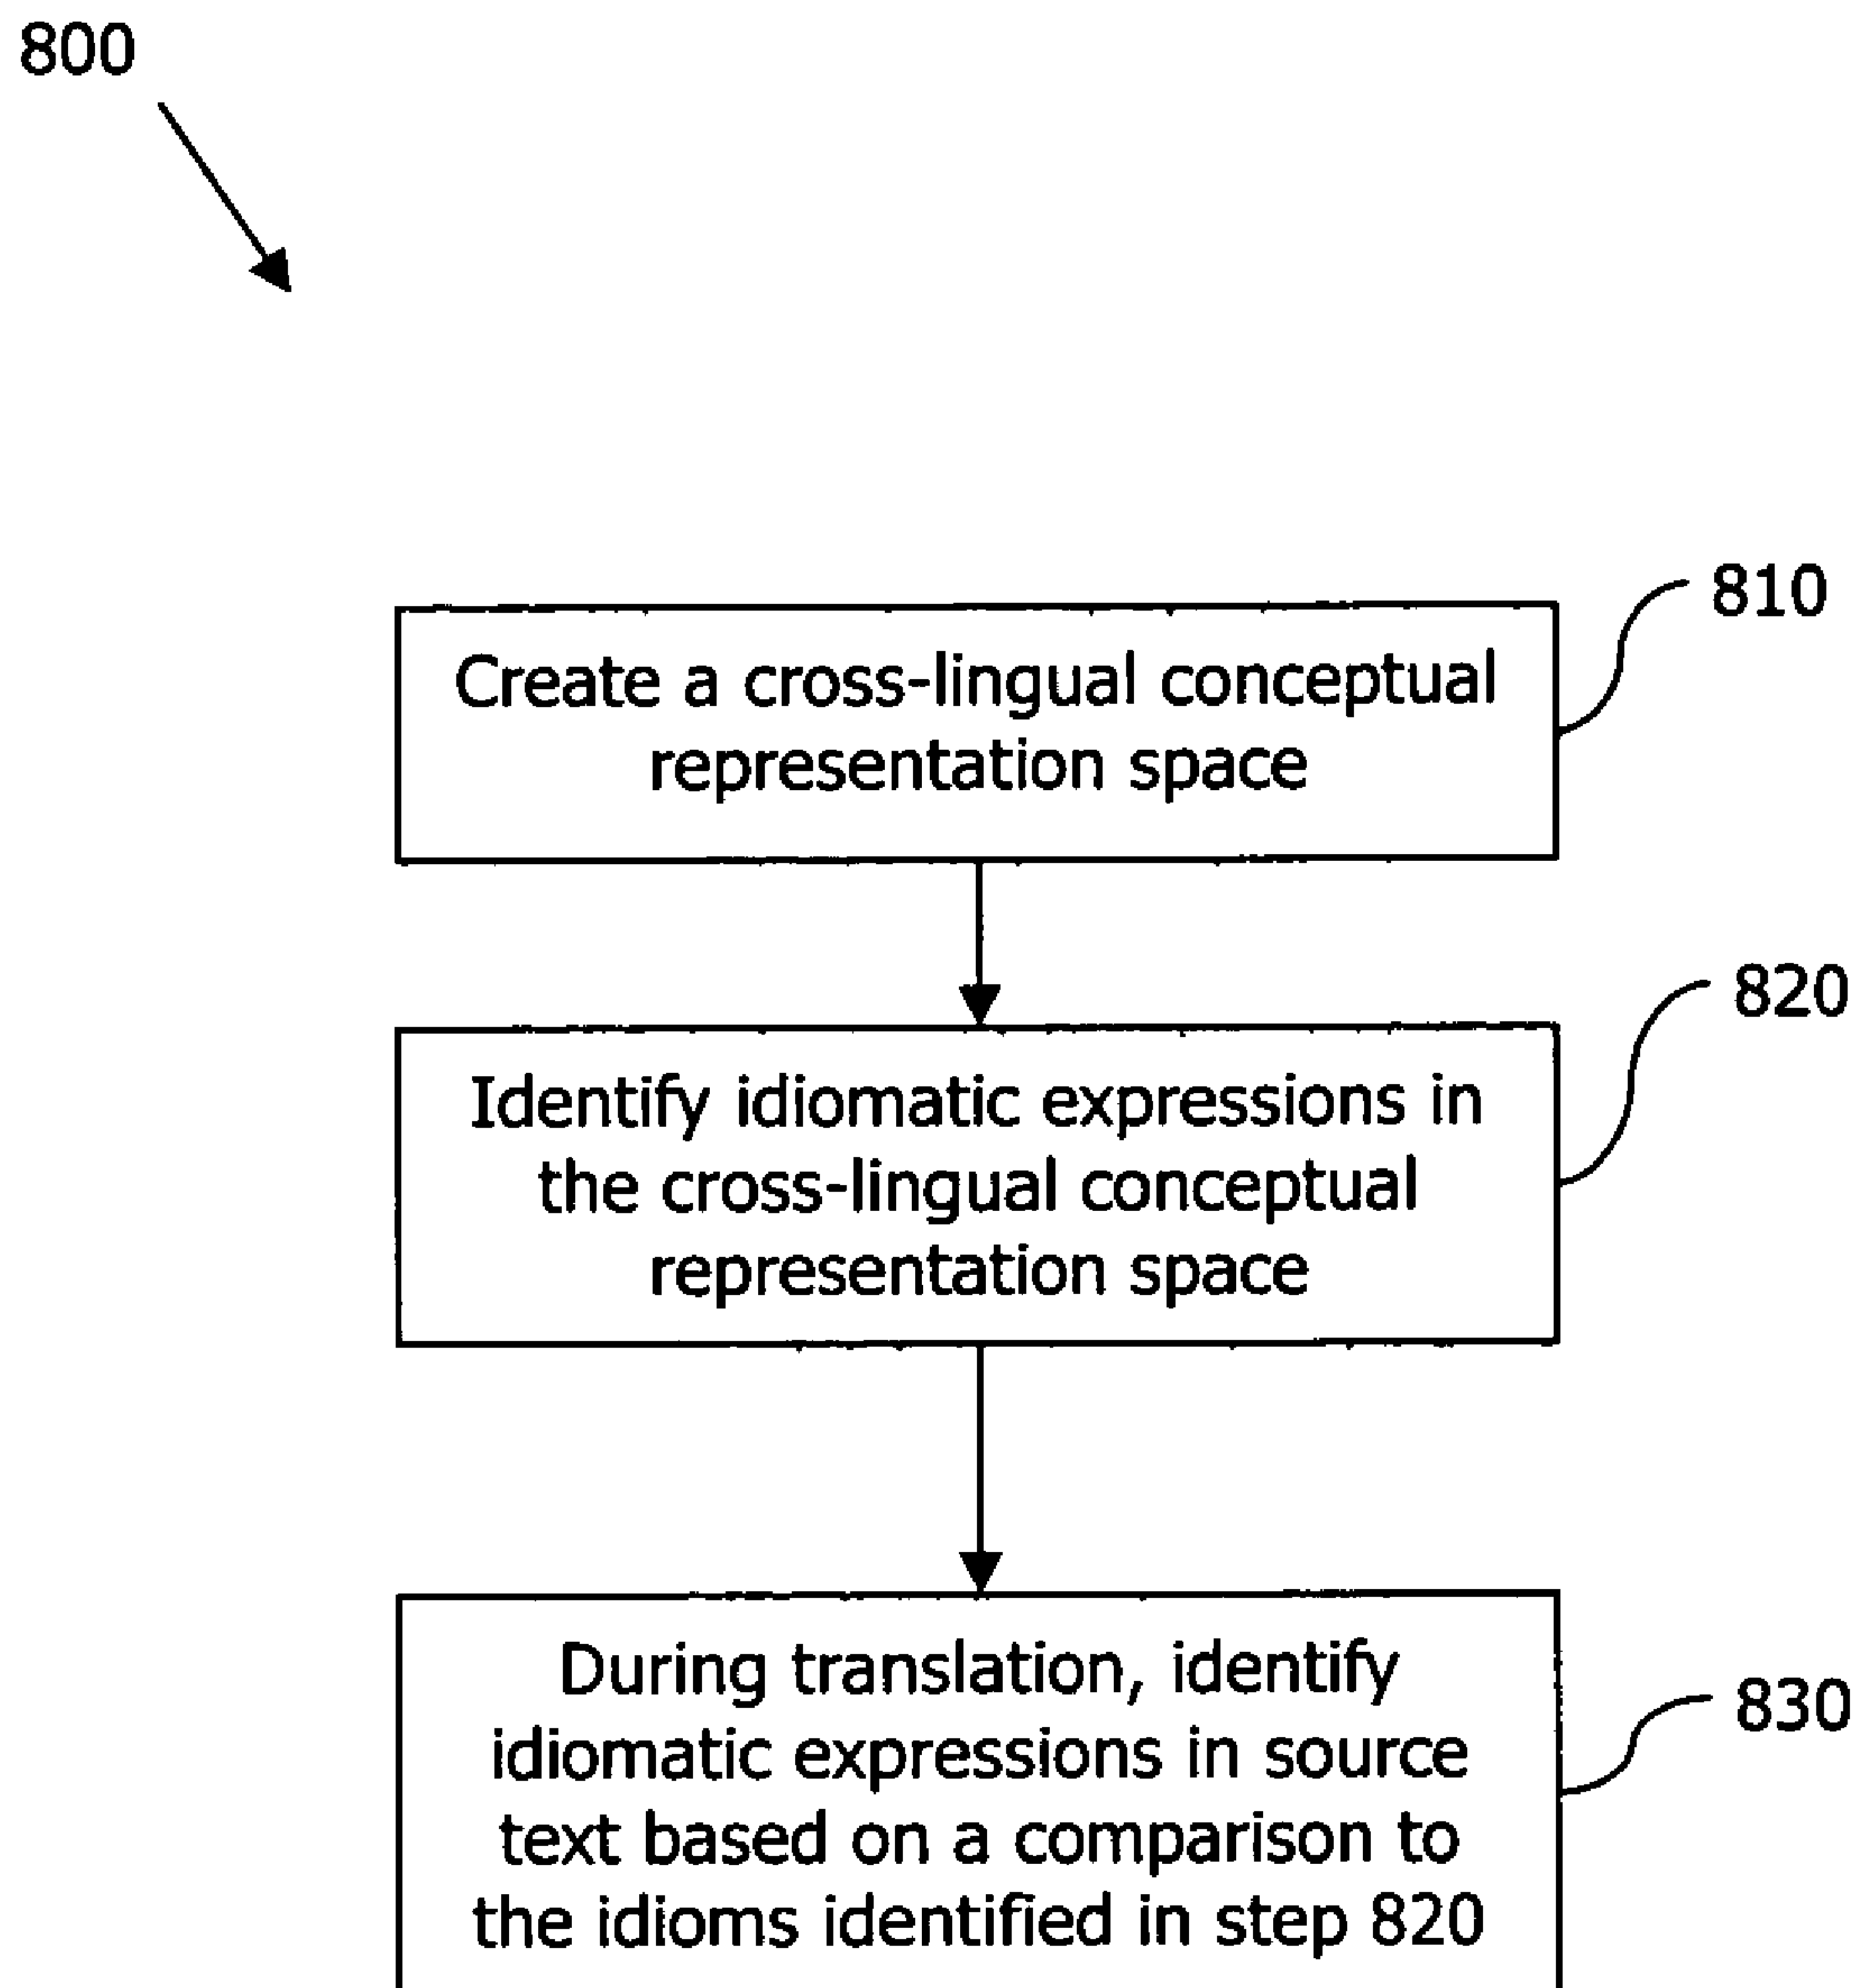 800
810
Create a cross-lingual conceptual
representation space
820
Identify idiomatic expressions in
the cross-lingual conceptual
representation space
830
During translation, identify
idiomatic expressions in source
text based on a comparison to
the idioms identified in step 820